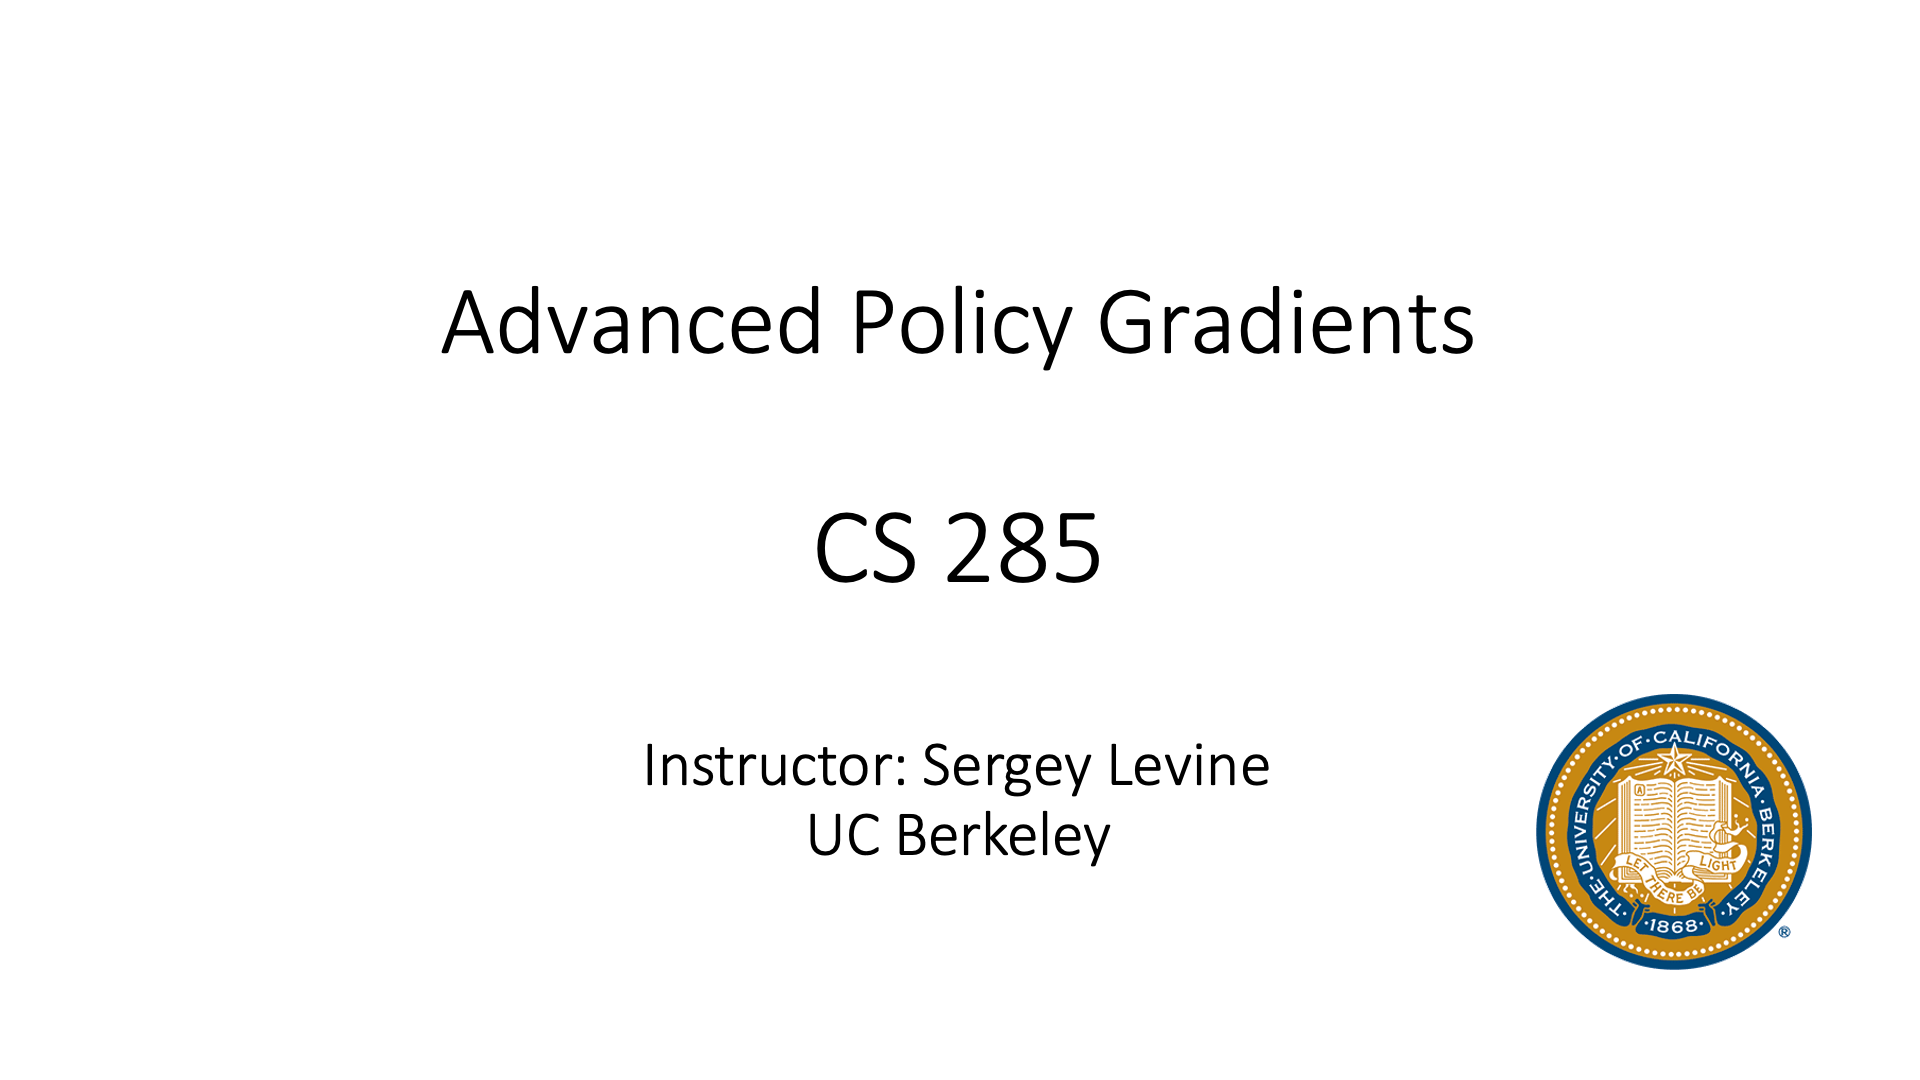 Advanced Policy Gradients
CS 285
Instructor: Sergey Levine
UC Berkeley
THE·UNIVERSITY·OF·CALIFORNIA·BERKELEY
A
LET THERE BE LIGHT
·1868·
®